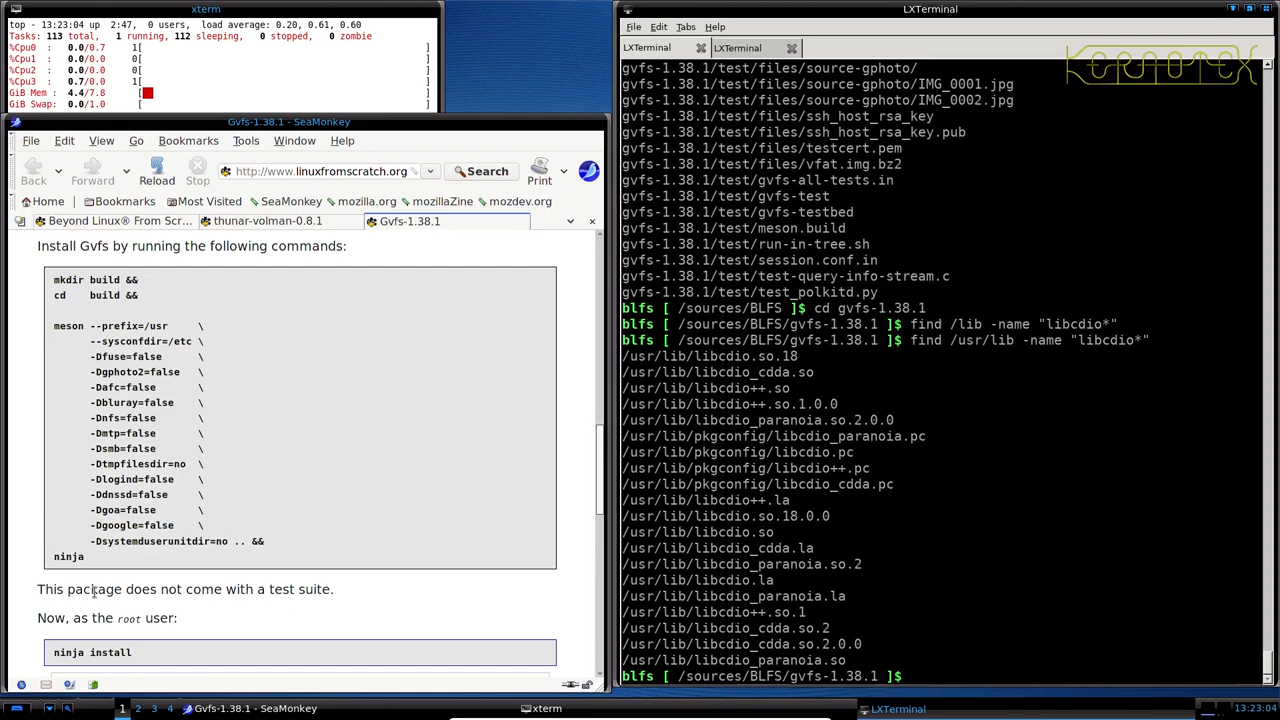 xterm
top - 13:23:04 up  2:47,  0 users,  load average: 0.20, 0.61, 0.60
Tasks: 113 total,   1 running, 112 sleeping,   0 stopped,   0 zombie
%Cpu0  :   0.0/0.7     1[                                                ]
%Cpu1  :   0.0/0.0     0[                                                ]
%Cpu2  :   0.0/0.0     0[                                                ]
%Cpu3  :   0.7/0.0     1[                                                ]
GiB Mem :  4.4/7.8      [                                                ]
GiB Swap:  0.0/1.0      [                                                ]
Gvfs-1.38.1 - SeaMonkey
File Edit View Go Bookmarks Tools Window Help
Back Forward Reload Stop http://www.linuxfromscratch.org Search Print
Home Bookmarks Most Visited SeaMonkey mozilla.org mozillaZine mozdev.org
Beyond Linux® From Scr... thunar-volman-0.8.1 Gvfs-1.38.1
Install Gvfs by running the following commands:
mkdir build &&
cd    build &&
meson --prefix=/usr     \
      --sysconfdir=/etc \
      -Dfuse=false      \
      -Dgphoto2=false   \
      -Dafc=false       \
      -Dbluray=false    \
      -Dnfs=false       \
      -Dmtp=false       \
      -Dsmb=false       \
      -Dtmpfilesdir=no  \
      -Dlogind=false    \
      -Ddnssd=false     \
      -Dgoa=false       \
      -Dgoogle=false    \
      -Dsystemduserunitdir=no .. &&
ninja
This package does not come with a test suite.
Now, as the root user:
ninja install
LXTerminal
File Edit Tabs Help
LXTerminal LXTerminal
KERNOTEX
gvfs-1.38.1/test/files/source-gphoto/
gvfs-1.38.1/test/files/source-gphoto/IMG_0001.jpg
gvfs-1.38.1/test/files/source-gphoto/IMG_0002.jpg
gvfs-1.38.1/test/files/ssh_host_rsa_key
gvfs-1.38.1/test/files/ssh_host_rsa_key.pub
gvfs-1.38.1/test/files/testcert.pem
gvfs-1.38.1/test/files/vfat.img.bz2
gvfs-1.38.1/test/gvfs-all-tests.in
gvfs-1.38.1/test/gvfs-test
gvfs-1.38.1/test/gvfs-testbed
gvfs-1.38.1/test/meson.build
gvfs-1.38.1/test/run-in-tree.sh
gvfs-1.38.1/test/session.conf.in
gvfs-1.38.1/test/test-query-info-stream.c
gvfs-1.38.1/test/test_polkitd.py
blfs [ /sources/BLFS ]$ cd gvfs-1.38.1
blfs [ /sources/BLFS/gvfs-1.38.1 ]$ find /lib -name "libcdio*"
blfs [ /sources/BLFS/gvfs-1.38.1 ]$ find /usr/lib -name "libcdio*"
/usr/lib/libcdio.so.18
/usr/lib/libcdio_cdda.so
/usr/lib/libcdio++.so
/usr/lib/libcdio++.so.1.0.0
/usr/lib/libcdio_paranoia.so.2.0.0
/usr/lib/pkgconfig/libcdio_paranoia.pc
/usr/lib/pkgconfig/libcdio.pc
/usr/lib/pkgconfig/libcdio++.pc
/usr/lib/pkgconfig/libcdio_cdda.pc
/usr/lib/libcdio++.la
/usr/lib/libcdio.so.18.0.0
/usr/lib/libcdio.so
/usr/lib/libcdio_cdda.la
/usr/lib/libcdio_paranoia.so.2
/usr/lib/libcdio.la
/usr/lib/libcdio_paranoia.la
/usr/lib/libcdio++.so.1
/usr/lib/libcdio_cdda.so.2
/usr/lib/libcdio_cdda.so.2.0.0
/usr/lib/libcdio_paranoia.so
blfs [ /sources/BLFS/gvfs-1.38.1 ]$
1 2 3 4 Gvfs-1.38.1 - SeaMonkey xterm LXTerminal 13:23:04